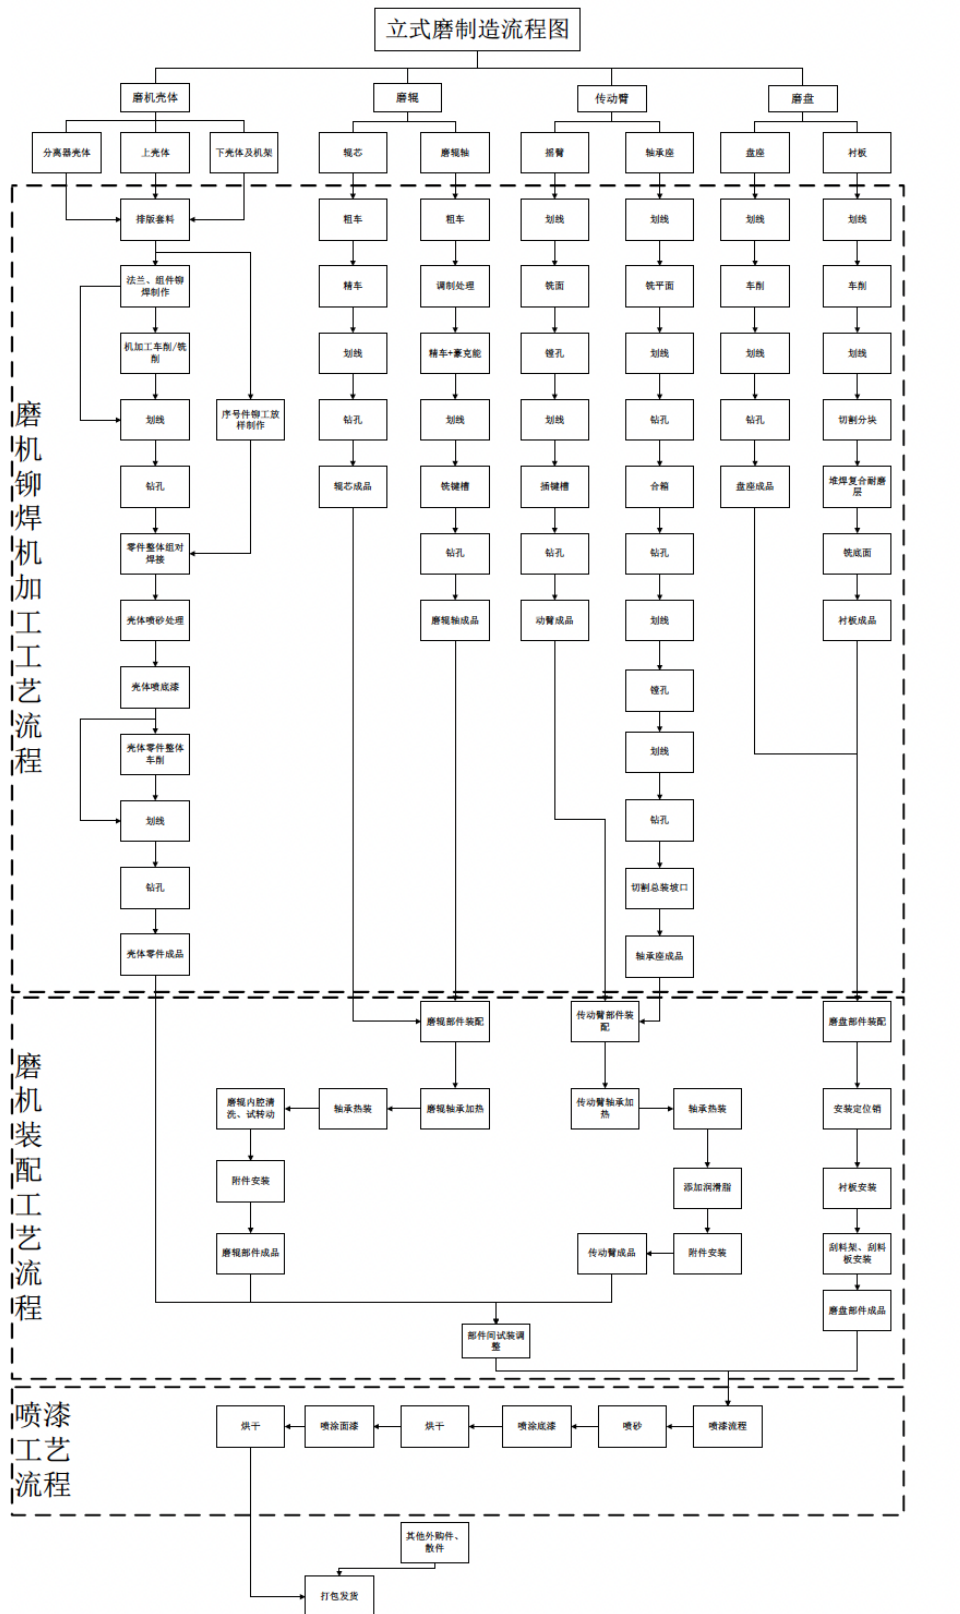 立式磨制造流程图
磨机壳体
磨辊
传动臂
磨盘
分离器壳体
上壳体
下壳体及机架
辊芯
磨辊轴
摇臂
轴承座
盘座
衬板
排版套料
粗车
粗车
划线
划线
划线
划线
法兰、组件铆
焊制作
精车
调制处理
铣面
铣平面
车削
车削
机加工车削/铣
削
划线
精车+豪克能
镗孔
划线
划线
划线
划线
序号件铆工放
样制作
钻孔
划线
划线
钻孔
钻孔
切割分块
钻孔
辊芯成品
铣键槽
插键槽
合箱
盘座成品
堆焊复合耐磨
层
零件整体组对
焊接
钻孔
钻孔
钻孔
铣底面
壳体喷砂处理
磨辊轴成品
动臂成品
划线
衬板成品
壳体喷底漆
镗孔
壳体零件整体
车削
划线
划线
钻孔
钻孔
切割总装坡口
壳体零件成品
轴承座成品
磨
机
铆
焊
机
加
工
工
艺
流
程
磨辊部件装配
传动臂部件装
配
磨盘部件装配
磨辊内腔清
洗、试转动
轴承热装
磨辊轴承加热
传动臂轴承加
热
轴承热装
安装定位销
附件安装
添加润滑脂
衬板安装
磨辊部件成品
传动臂成品
附件安装
刮料架、刮料
板安装
磨盘部件成品
部件间试装调
整
磨
机
装
配
工
艺
流
程
喷漆
工艺
流程
烘干
喷涂面漆
烘干
喷涂底漆
喷砂
喷漆流程
其他外购件、
散件
打包发货